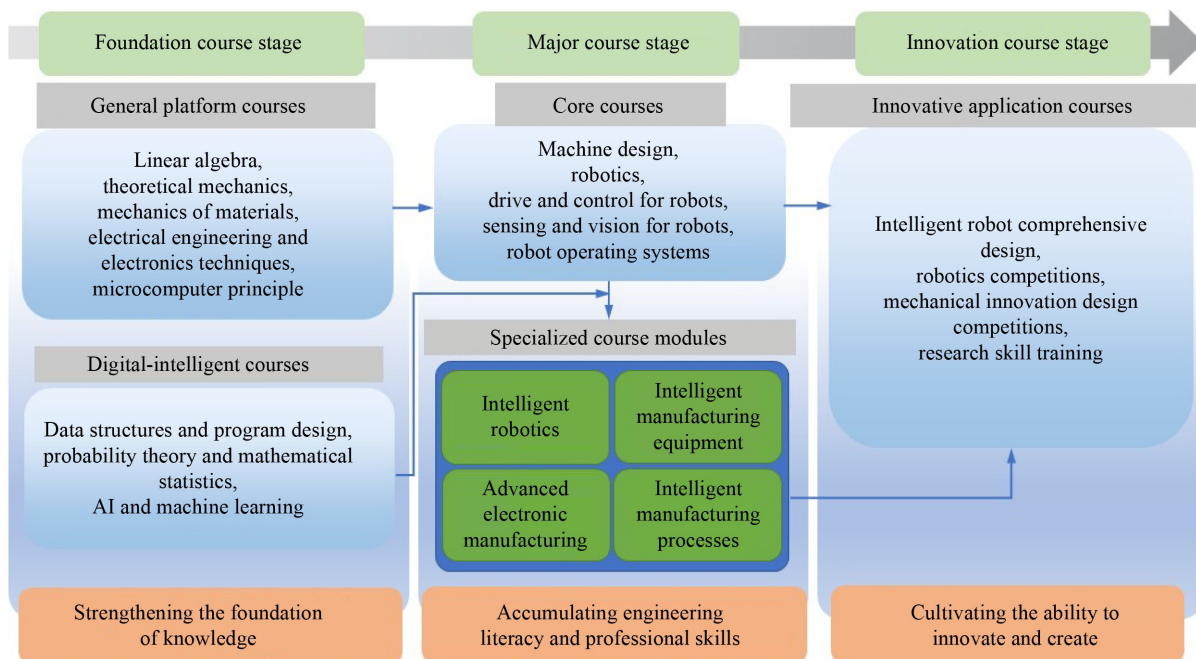 Foundation course stage
Major course stage
Innovation course stage
General platform courses
Linear algebra,
theoretical mechanics,
mechanics of materials,
electrical engineering and
electronics techniques,
microcomputer principle
Digital-intelligent courses
Data structures and program design,
probability theory and mathematical
statistics,
AI and machine learning
Strengthening the foundation
of knowledge
Core courses
Machine design,
robotics,
drive and control for robots,
sensing and vision for robots,
robot operating systems
Specialized course modules
Intelligent
robotics
Intelligent
manufacturing
equipment
Advanced
electronic
manufacturing
Intelligent
manufacturing
processes
Accumulating engineering
literacy and professional skills
Innovative application courses
Intelligent robot comprehensive
design,
robotics competitions,
mechanical innovation design
competitions,
research skill training
Cultivating the ability to
innovate and create